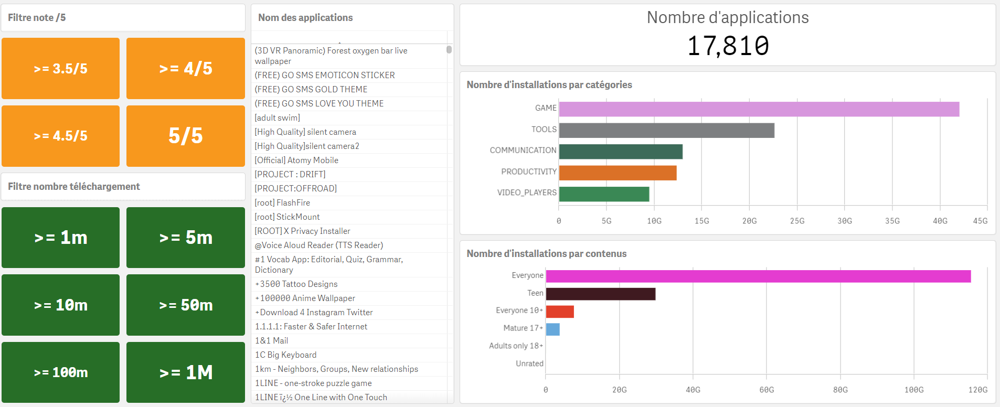 Filtre note /5
>= 3.5/5
>= 4/5
>= 4.5/5
5/5
Filtre nombre téléchargement
>= 1m
>= 5m
>= 10m
>= 50m
>= 100m
>= 1M
Nom des applications
(3D VR Panoramic) Forest oxygen bar live
wallpaper
(FREE) GO SMS EMOTICON STICKER
(FREE) GO SMS GOLD THEME
(FREE) GO SMS LOVE YOU THEME
[adult swim]
[High Quality] silent camera
[High Quality]silent camera2
[Official] Atomy Mobile
[PROJECT : DRIFT]
[PROJECT:OFFROAD]
[root] FlashFire
[root] StickMount
[ROOT] X Privacy Installer
@Voice Aloud Reader (TTS Reader)
#1 Vocab App: Editorial, Quiz, Grammar,
Dictionary
+3500 Tattoo Designs
+100000 Anime Wallpaper
+Download 4 Instagram Twitter
1.1.1.1: Faster & Safer Internet
1&1 Mail
1C Big Keyboard
1km - Neighbors, Groups, New relationships
1LINE - one-stroke puzzle game
1LINE ï¿½ One Line with One Touch
Nombre d'applications
17,810
Nombre d'installations par catégories
GAME
TOOLS
COMMUNICATION
PRODUCTIVITY
VIDEO_PLAYERS
0 5G 10G 15G 20G 25G 30G 35G 40G 45G
Nombre d'installations par contenus
Everyone
Teen
Everyone 10+
Mature 17+
Adults only 18+
Unrated
0 20G 40G 60G 80G 100G 120G